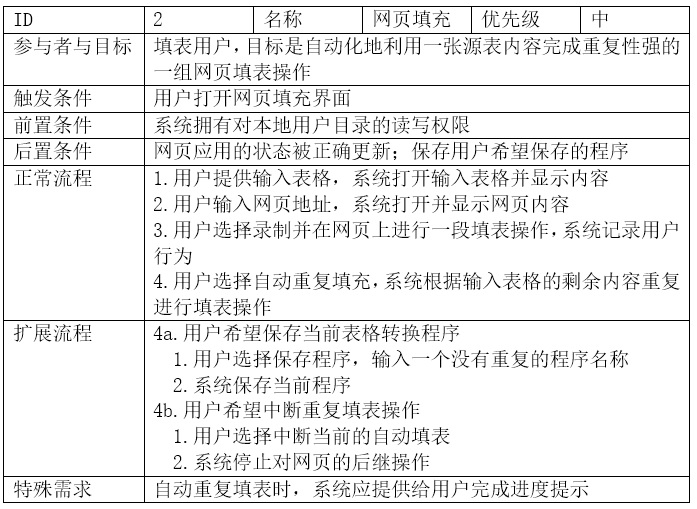 ID 2 名称 网页填充 优先级 中
参与者与目标 填表用户,目标是自动化地利用一张源表内容完成重复性强的
一组网页填表操作
触发条件 用户打开网页填充界面
前置条件 系统拥有对本地用户目录的读写权限
后置条件 网页应用的状态被正确更新；保存用户希望保存的程序
正常流程 1.用户提供输入表格，系统打开输入表格并显示内容
2.用户输入网页地址，系统打开并显示网页内容
3.用户选择录制并在网页上进行一段填表操作,系统记录用户
行为
4.用户选择自动重复填充,系统根据输入表格的剩余内容重复
进行填表操作
扩展流程 4a.用户希望保存当前表格转换程序
1.用户选择保存程序，输入一个没有重复的程序名称
2.系统保存当前程序
4b.用户希望中断重复填表操作
1.用户选择中断当前的自动填表
2.系统停止对网页的后继操作
特殊需求 自动重复填表时，系统应提供给用户完成进度提示